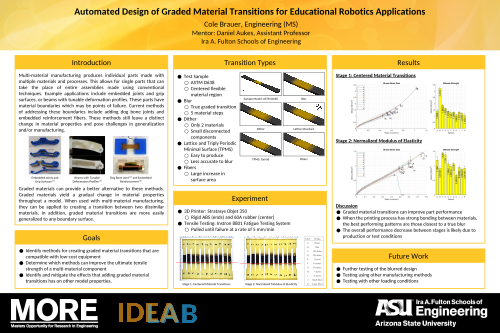 Automated Design of Graded Material Transitions for Educational Robotics Applications
Cole Brauer, Engineering (MS)
Mentor: Daniel Aukes, Assistant Professor
Ira A. Fulton Schools of Engineering
Introduction
Multi-material manufacturing produces individual parts made with
multiple materials and processes. This allows for single parts that can
take the place of entire assemblies made using conventional
techniques. Example applications include embedded joints and grip
surfaces, or beams with tunable deformation profiles. These parts have
material boundaries which may be points of failure. Current methods
of addressing these boundaries include adding dog bone joints and
embedded reinforcement fibers. These methods still leave a distinct
change in material properties and pose challenges in generalization
and/or manufacturing.
Graded materials can provide a better alternative to these methods.
Graded materials yield a gradual change in material properties
throughout a model. When used with multi-material manufacturing,
they can be applied to creating a transition between two dissimilar
materials. In addition, gradual material transitions are more easily
generalized to any boundary surface.
Goals
● Identify methods for creating graded material transitions that are
compatible with low-cost equipment
● Determine which methods can improve the ultimate tensile
strength of a multi-material component
● Identify and mitigate the effects that adding graded material
transitions has on other model properties.
Transition Types
● Test Sample
○ ASTM D638
○ Centered flexible
material region
● Blur
○ True graded transition
○ 5 material steps
● Dither
○ Only 2 materials
○ Small disconnected
components
● Lattice and Triply Periodic
Minimal Surface (TPMS)
○ Easy to produce
○ Less accurate to blur
● Fibers
○ Large increase in
surface area
Blur
Dither
Lattice Structure
Fibers
Experiment
● 3D Printer: Stratasys Objet 350
○ Rigid ABS (ends) and 60A rubber (center)
● Tensile Testing: Instron 8801 Fatigue Testing System
○ Pulled until failure at a rate of 5 mm/min
Stage 1: Centered Material Transitions
Stage 2: Normalized Modulus of Elasticity
Results
Stage 1: Centered Material Transitions
Stage 2: Normalized Modulus of Elasticity
Discussion
● Graded material transitions can improve part performance
● When the printing process has strong bonding between materials,
the best performing patterns are those closest to a true blur
● The overall performance decrease between stages is likely due to
production or test conditions
Future Work
● Further testing of the blurred design
● Testing using other manufacturing methods
● Testing with other loading conditions
MORE
Masters Opportunity for Research in Engineering
IDEAB
ASU Ira A. Fulton Schools of
Engineering
Arizona State University